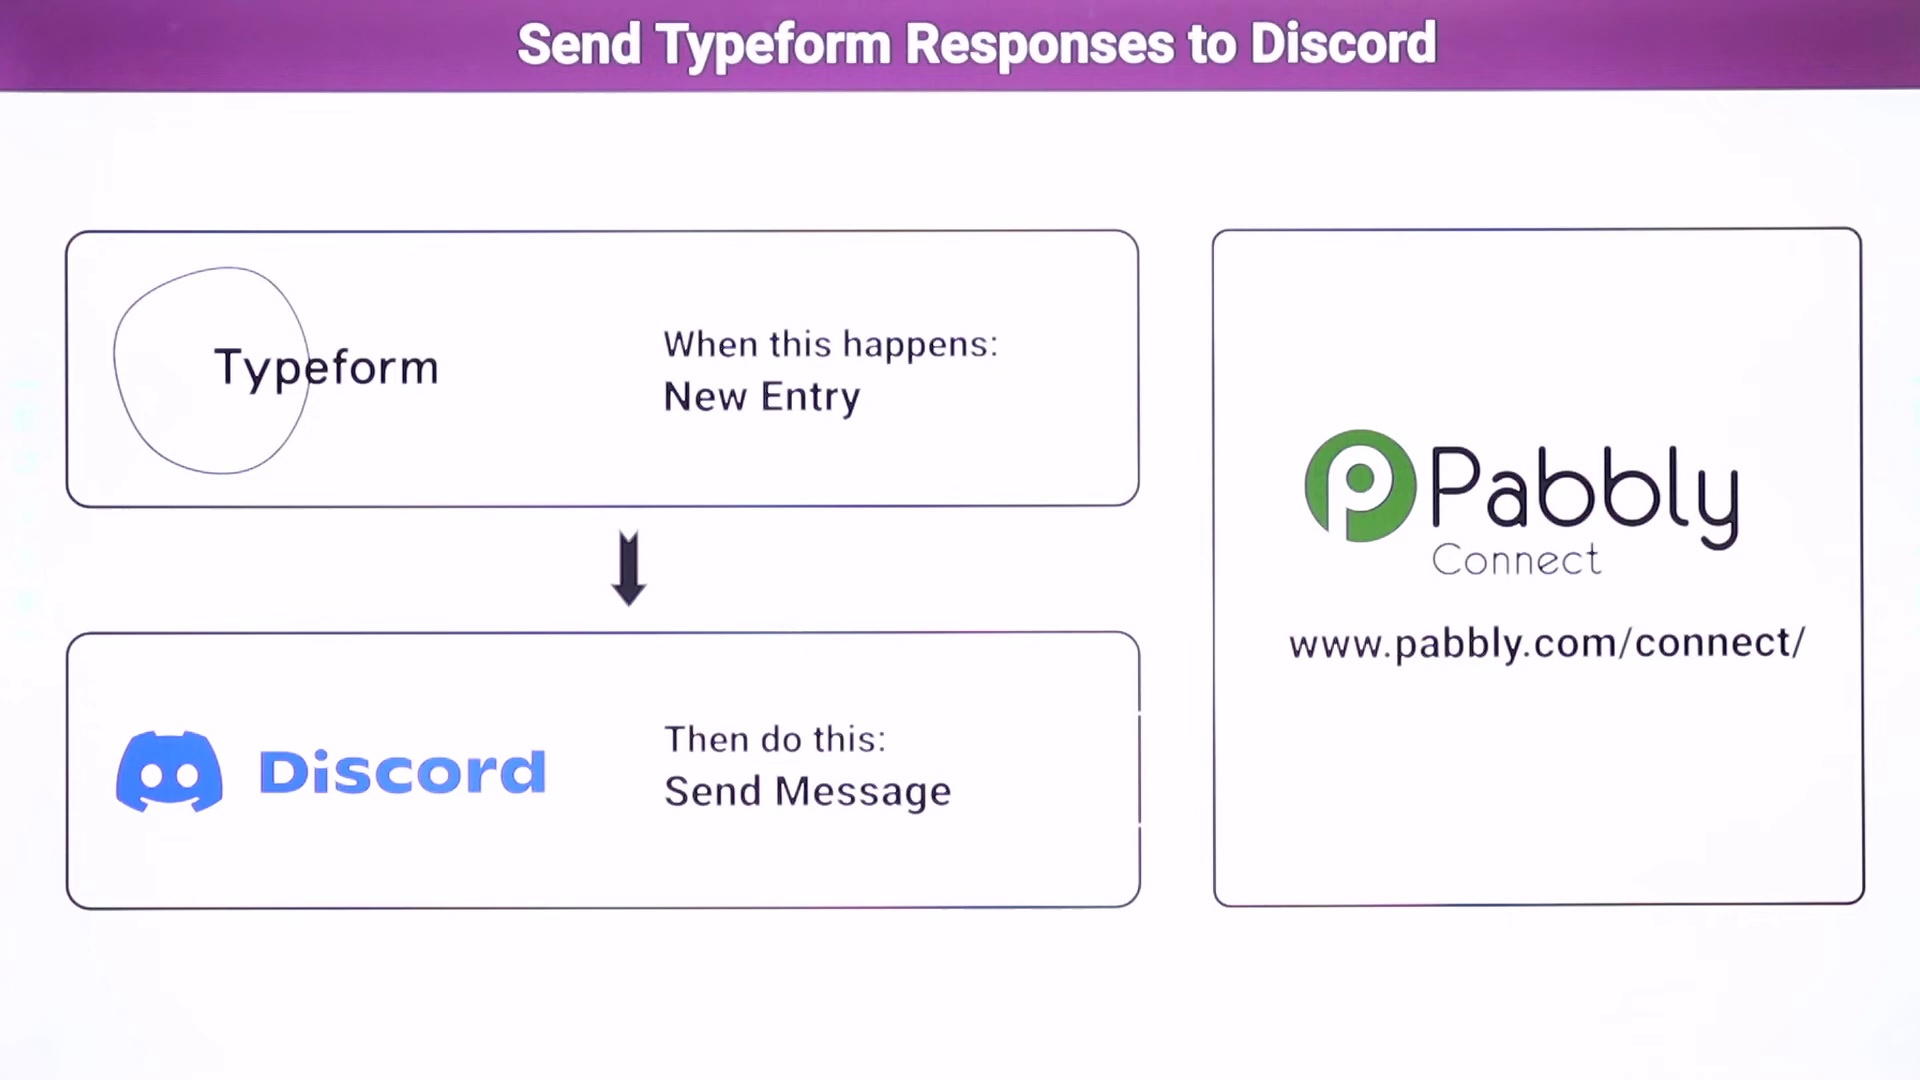 Send Typeform Responses to Discord
Typeform
When this happens:
New Entry
Discord
Then do this:
Send Message
Pabbly
Connect
www.pabbly.com/connect/